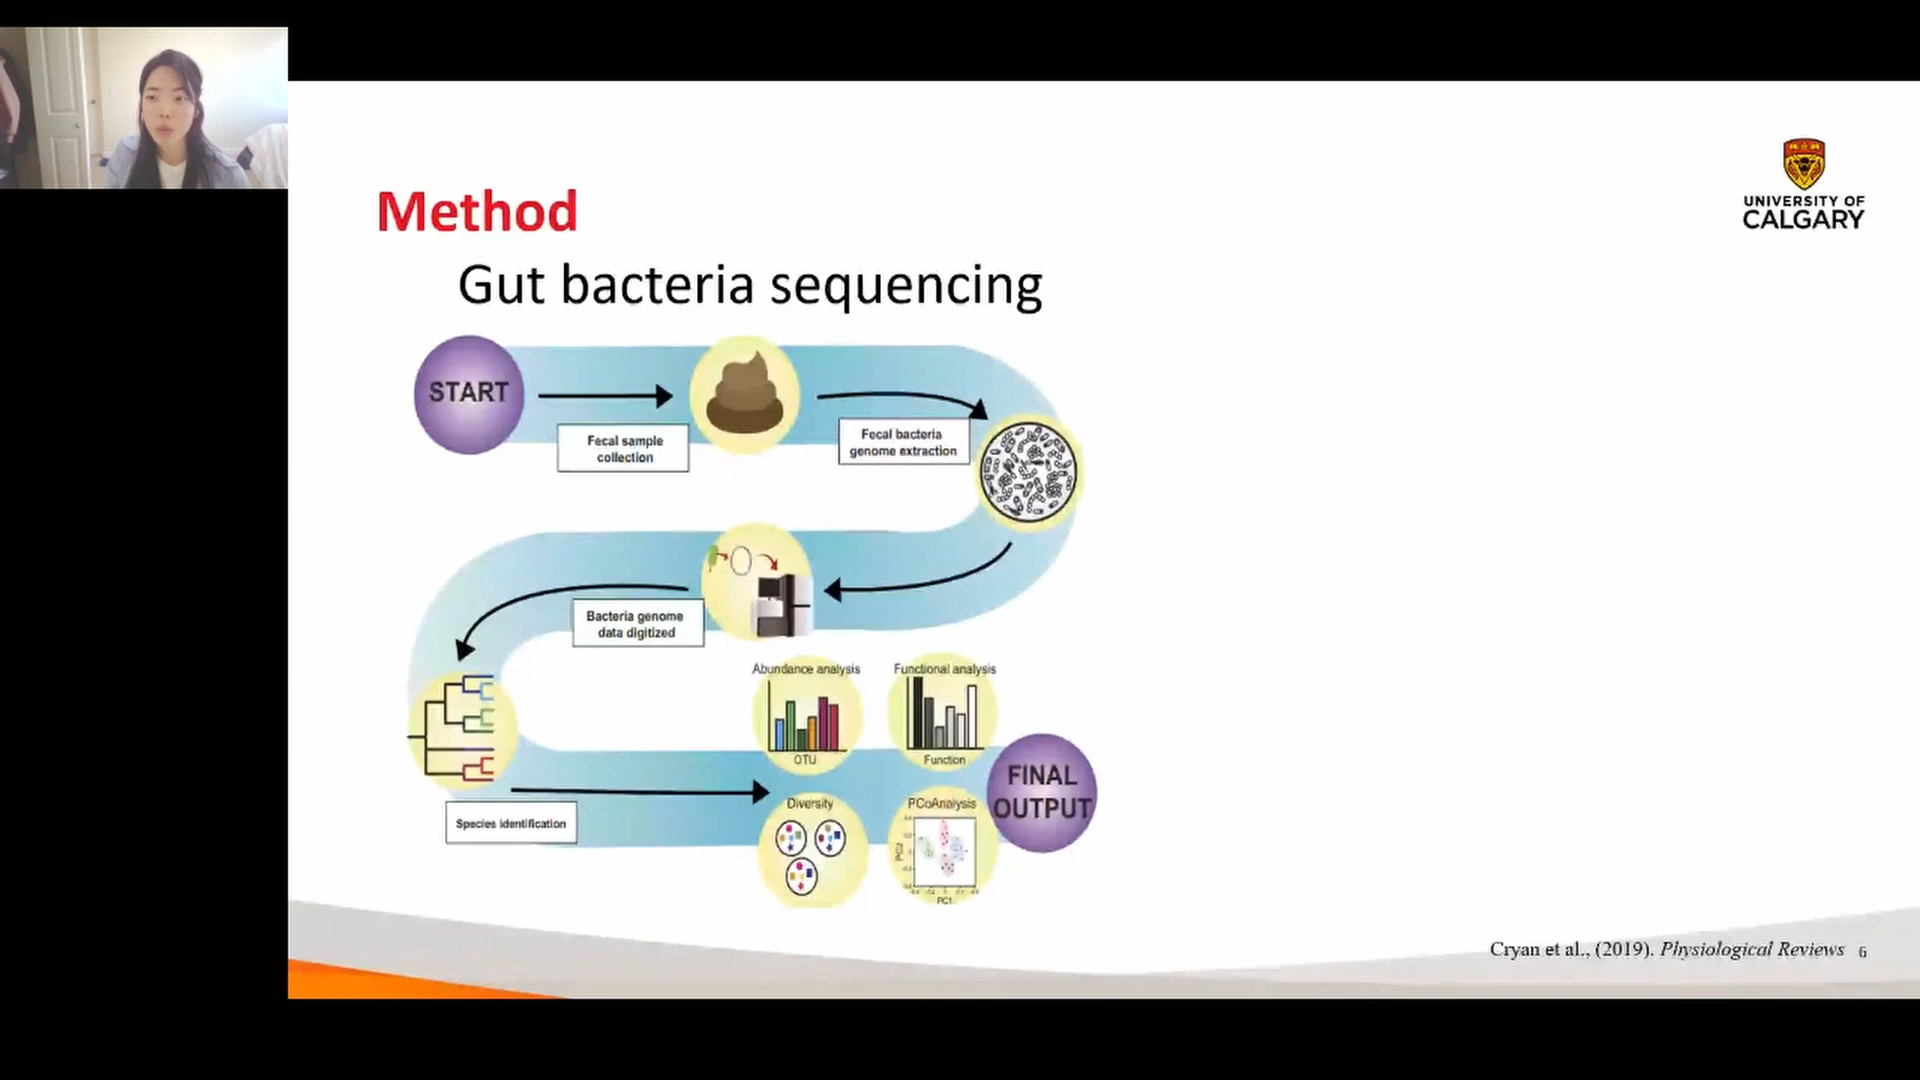 UNIVERSITY OF
CALGARY
Method
Gut bacteria sequencing
START
Fecal sample
collection
Fecal bacteria
genome extraction
Bacteria genome
data digitized
Species identification
Abundance analysis
OTU
Functional analysis
Function
Diversity
PCoAnalysis
PC2
PC1
FINAL
OUTPUT
Cryan et al., (2019). Physiological Reviews 6